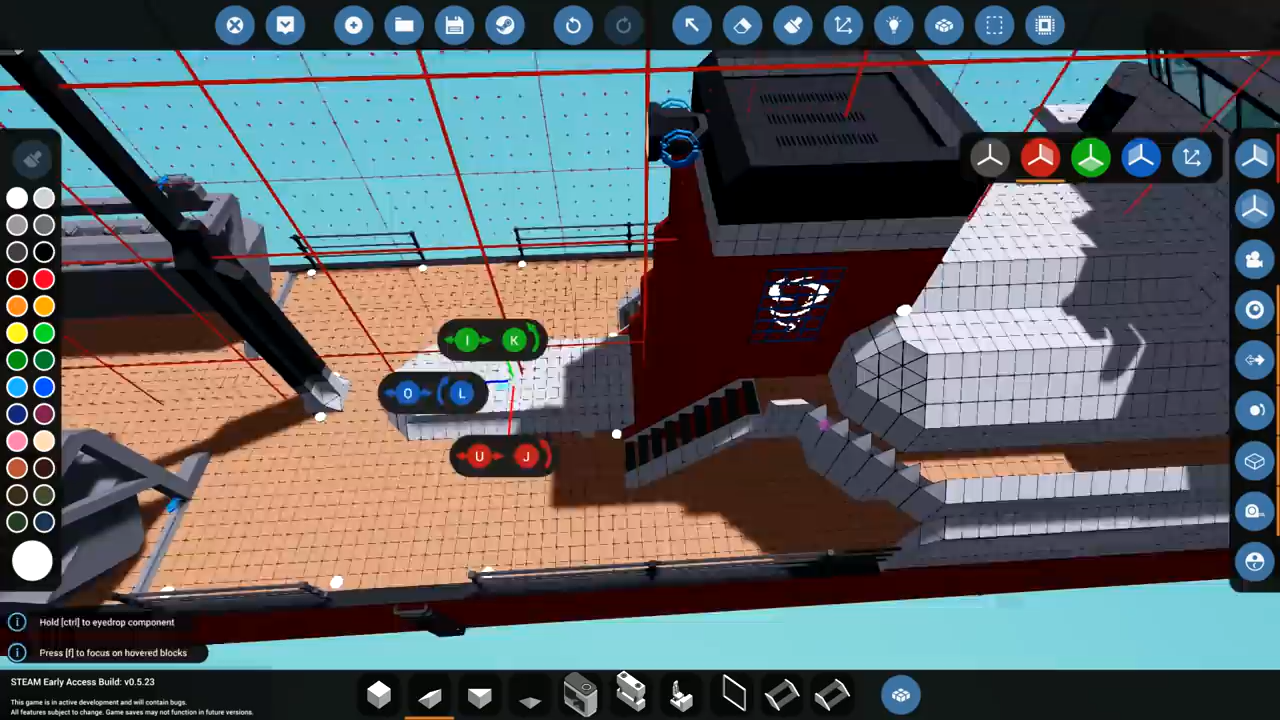 I K
O L
U J
Hold [ctrl] to eyedrop component
Press [f] to focus on hovered blocks
STEAM Early Access Build: v0.5.23
This game is in active development and will contain bugs.
All features subject to change. Game saves may not function in future versions.